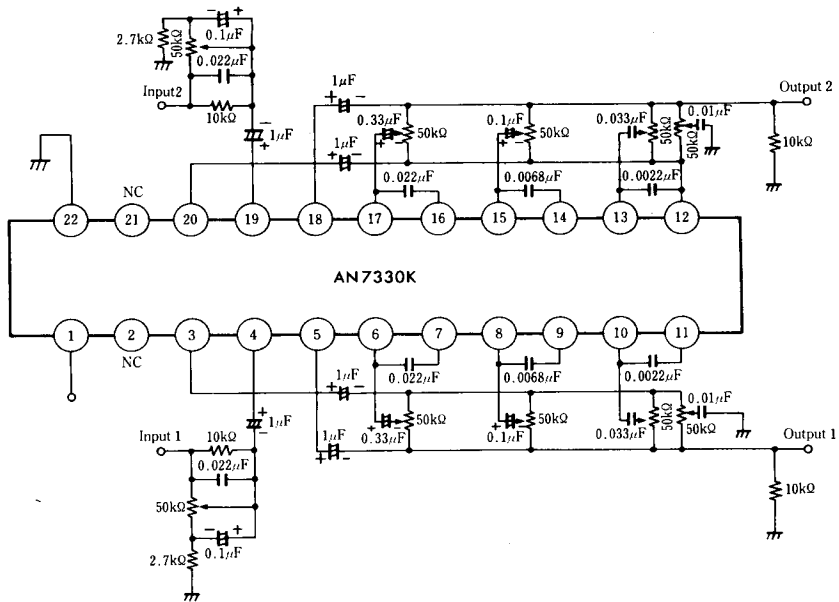 2.7kΩ
50kΩ
− +
0.1μF
0.022μF
Input2
10kΩ
−
1μF
+
1μF
+ −
Output 2
0.33μF
+ −
50kΩ
0.1μF
+ −
50kΩ
0.033μF
50kΩ
50kΩ
0.01μF
10kΩ
1μF
+ −
0.022μF
0.0068μF
0.0022μF
NC
22 21 20 19 18 17 16 15 14 13 12
AN7330K
1 2 3 4 5 6 7 8 9 10 11
NC
0.022μF
0.0068μF
0.0022μF
1μF
+ −
+
1μF
−
50kΩ
+
0.33μF
50kΩ
+
0.1μF
0.033μF
50kΩ
50kΩ
0.01μF
Input 1
10kΩ
0.022μF
1μF
+ −
Output 1
50kΩ
− +
0.1μF
2.7kΩ
10kΩ